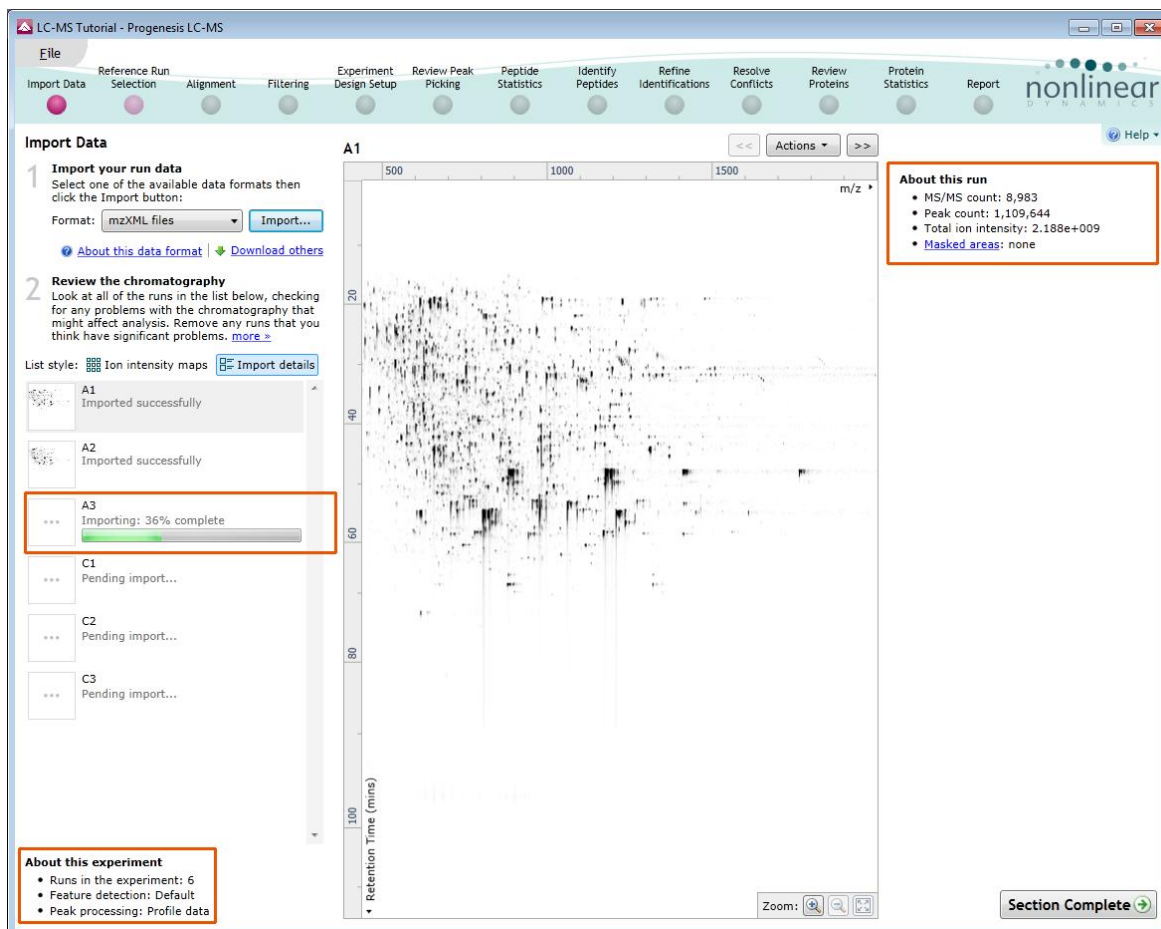 LC-MS Tutorial - Progenesis LC-MS
File
Import Data
Reference Run
Selection
Alignment
Filtering
Experiment
Design Setup
Review Peak
Picking
Peptide
Statistics
Identify
Peptides
Refine
Identifications
Resolve
Conflicts
Review
Proteins
Protein
Statistics
Report
nonlinear
DYNAMICS
Help
Import Data
1 Import your run data
Select one of the available data formats then
click the Import button:
Format: mzXML files Import...
About this data format | Download others
2 Review the chromatography
Look at all of the runs in the list below, checking
for any problems with the chromatography that
might affect analysis. Remove any runs that you
think have significant problems. more »
List style: Ion intensity maps Import details
A1
Imported successfully
A2
Imported successfully
A3
Importing: 36% complete
C1
Pending import...
C2
Pending import...
C3
Pending import...
About this experiment
• Runs in the experiment: 6
• Feature detection: Default
• Peak processing: Profile data
A1
<< Actions >>
500 1000 1500
m/z
20
40
60
80
100
Retention Time (mins)
Zoom:
About this run
• MS/MS count: 8,983
• Peak count: 1,109,644
• Total ion intensity: 2.188e+009
• Masked areas: none
Section Complete